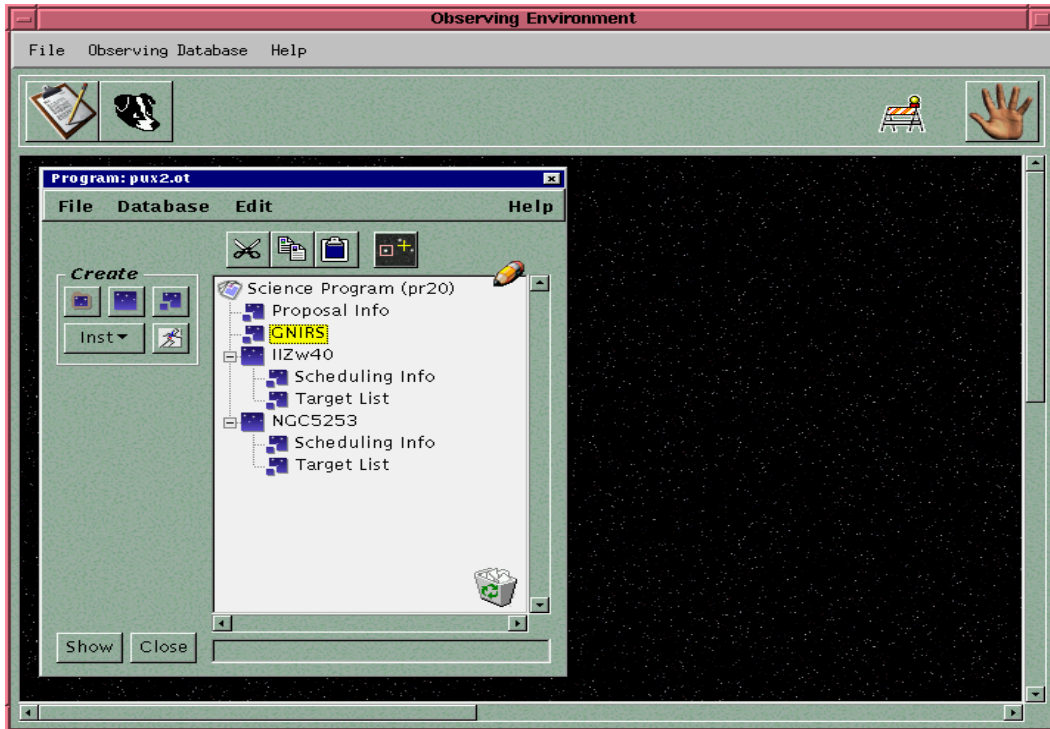 Observing Environment
File Observing Database Help
Program: pux2.ot
File Database Edit Help
Create
Inst
Science Program (pr20)
Proposal Info
GNIRS
IIZw40
Scheduling Info
Target List
NGC5253
Scheduling Info
Target List
Show Close